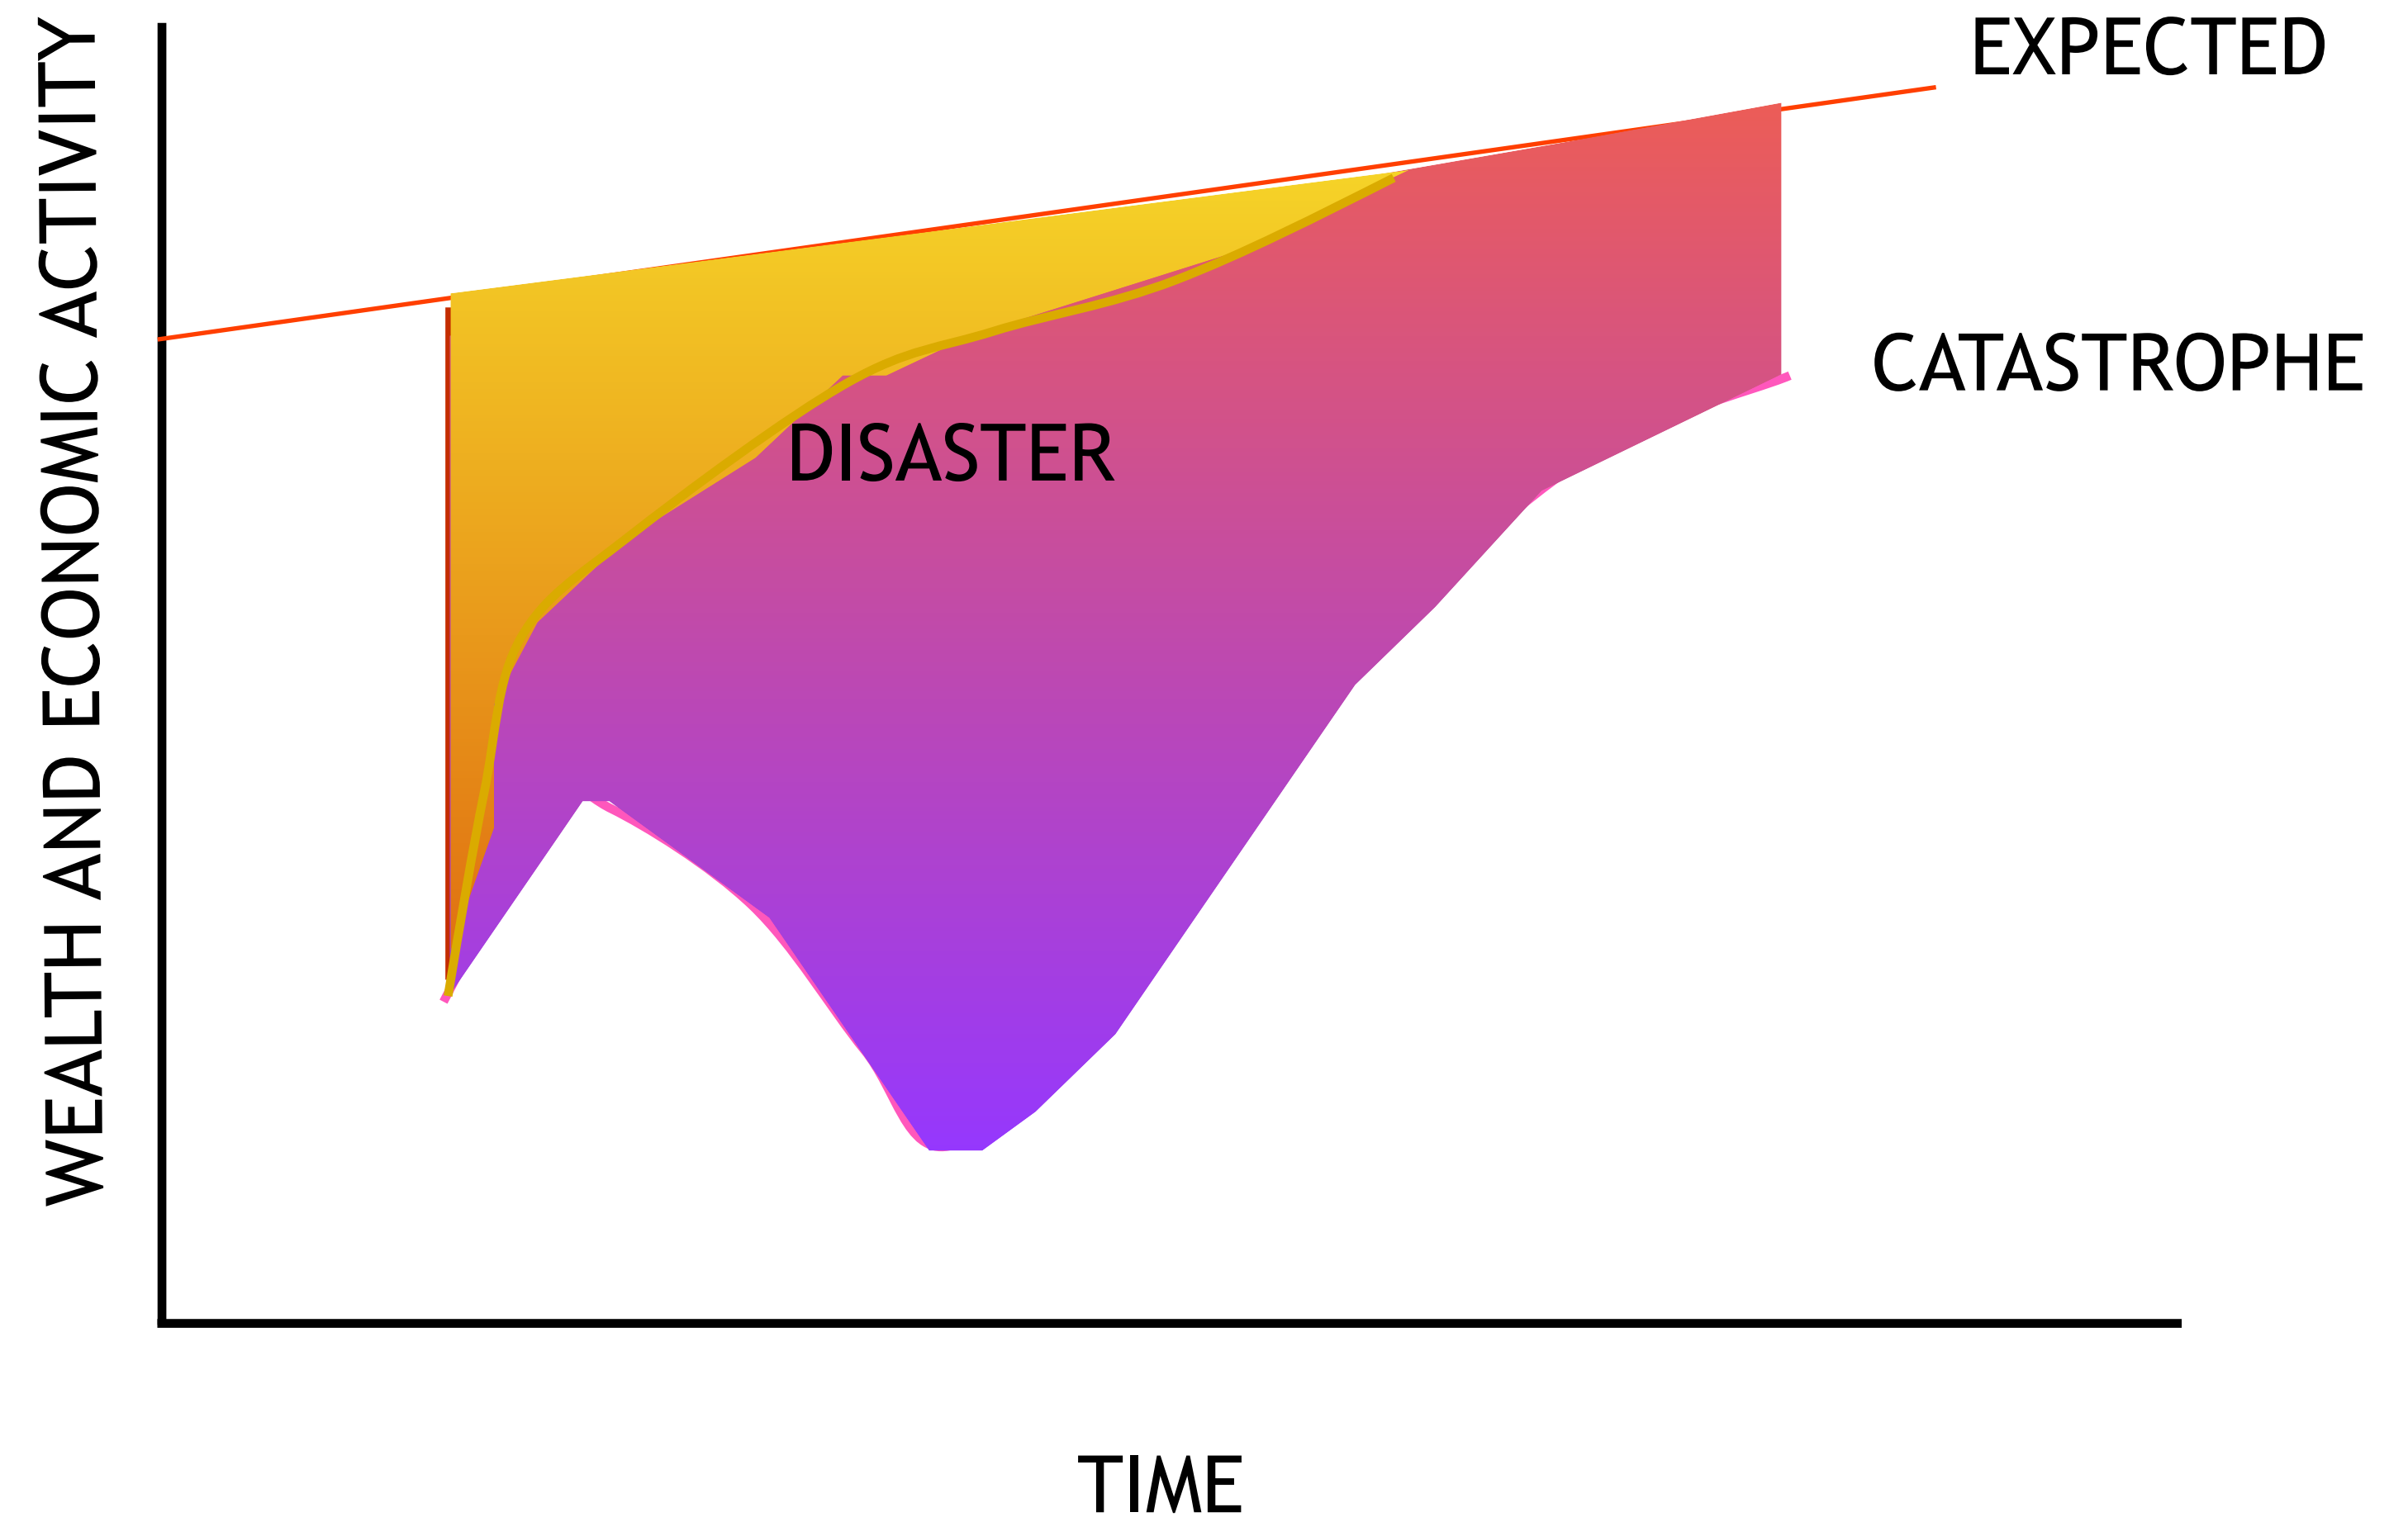 WEALTH AND ECONOMIC ACTIVITY
EXPECTED
CATASTROPHE
DISASTER
TIME